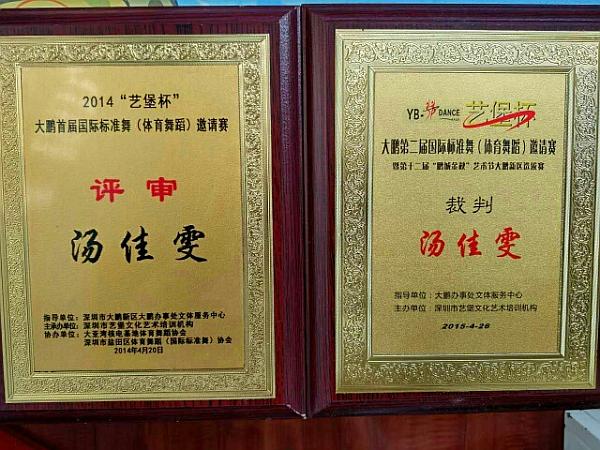 2014“艺堡杯”
大鹏首届国际标准舞（体育舞蹈）邀请赛
评审
汤佳雯
指导单位：深圳市大鹏新区大鹏办事处文体服务中心
主承办单位：深圳市艺堡文化艺术培训机构
协办单位：大亚湾核电基地体育舞蹈协会
深圳市盐田区体育舞蹈（国际标准舞）协会
2014年4月20日
YB-舞DANCE 艺堡杯
大鹏第二届国际标准舞（体育舞蹈）邀请赛
暨第十二届“鹏城金秋”艺术节大鹏新区选拔赛
裁判
汤佳雯
指导单位：大鹏办事处文体服务中心
主办单位：深圳市艺堡文化艺术培训机构
2015-4-26